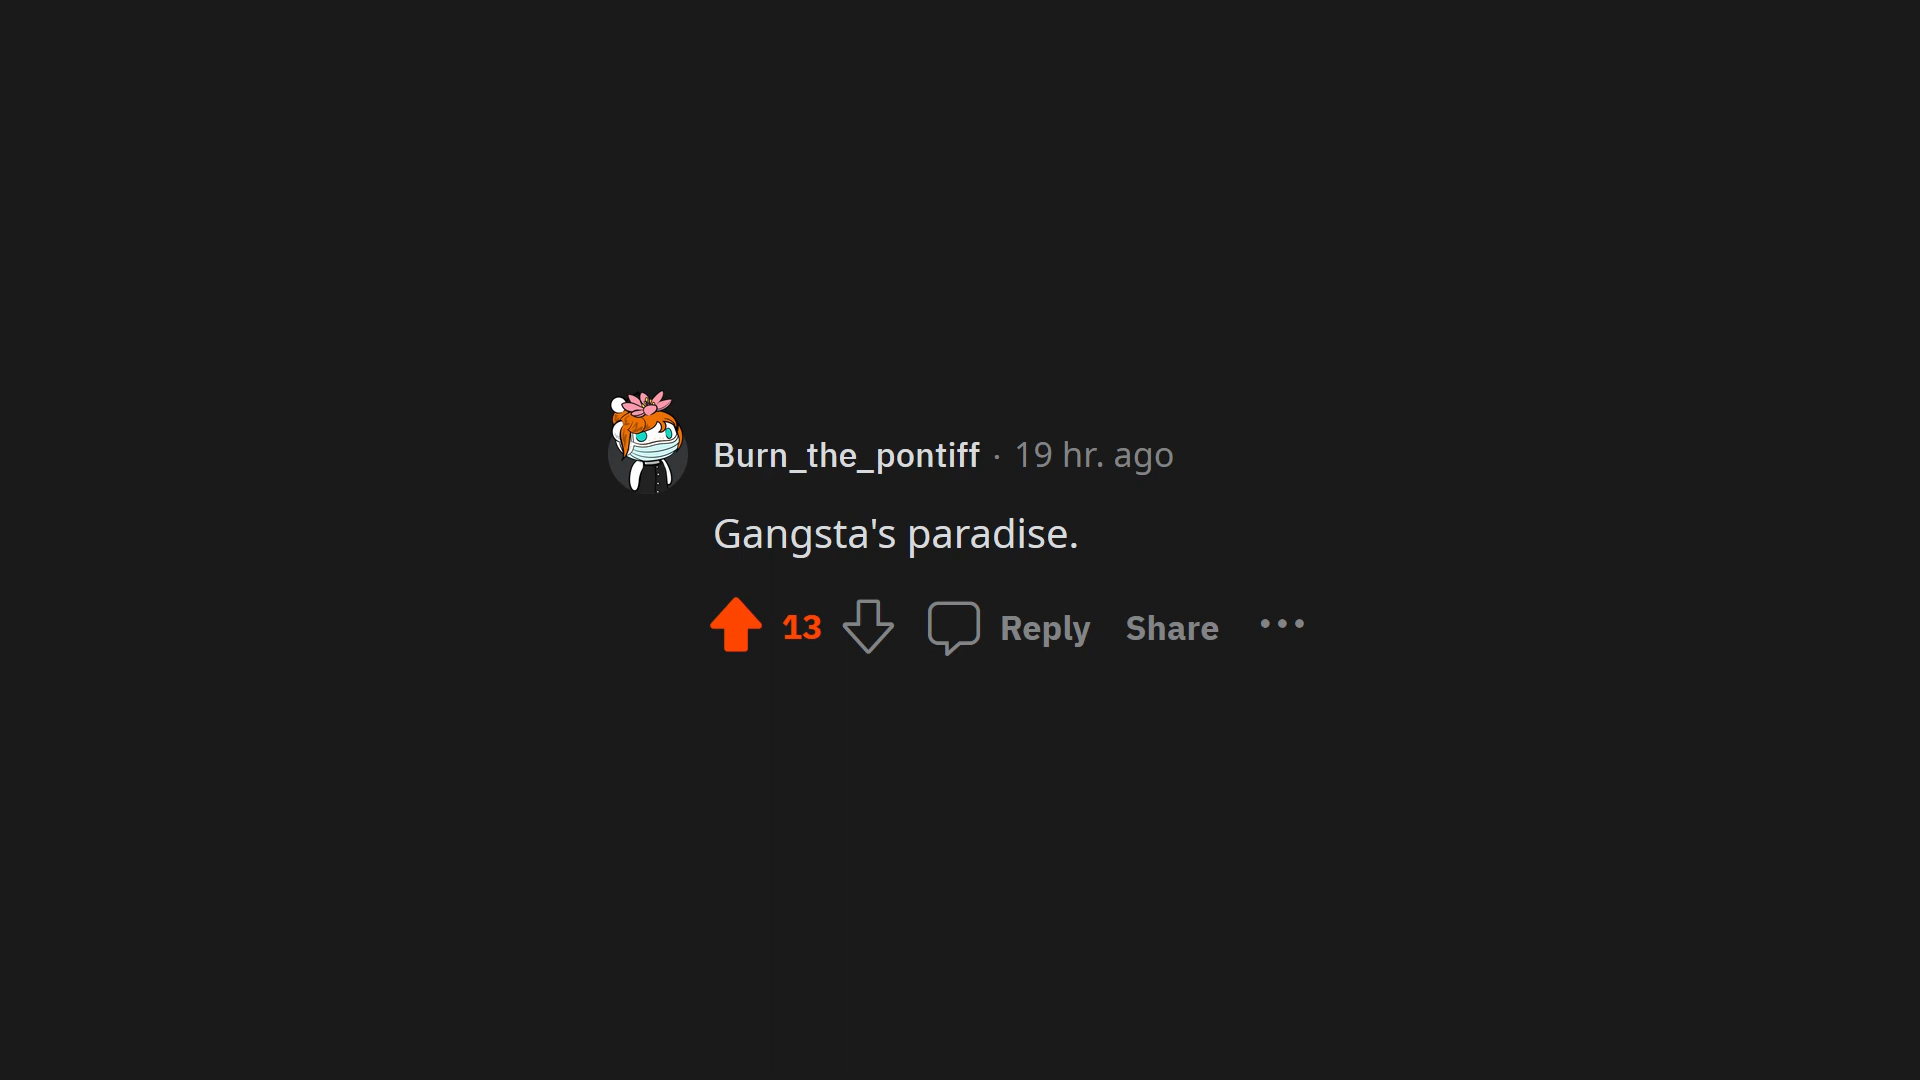 Burn_the_pontiff · 19 hr. ago
Gangsta's paradise.
13 Reply Share ···